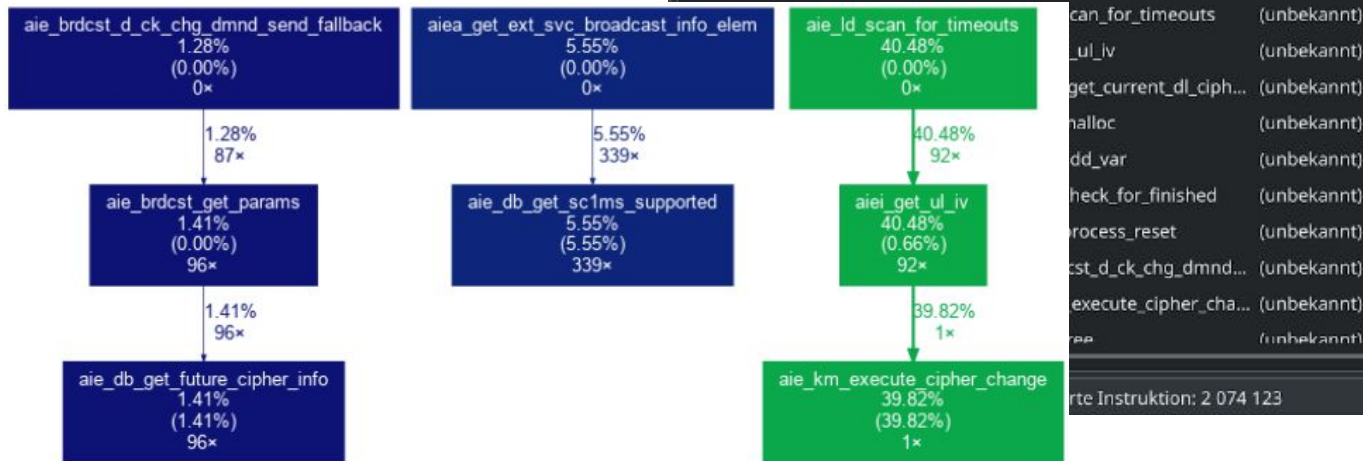 aie_brdcst_d_ck_chg_dmnd_send_fallback
1.28%
(0.00%)
0×
1.28%
87×
aie_brdcst_get_params
1.41%
(0.00%)
96×
1.41%
96×
aie_db_get_future_cipher_info
1.41%
(1.41%)
96×
aiea_get_ext_svc_broadcast_info_elem
5.55%
(0.00%)
0×
5.55%
339×
aie_db_get_sc1ms_supported
5.55%
(5.55%)
339×
aie_ld_scan_for_timeouts
40.48%
(0.00%)
0×
40.48%
92×
aiei_get_ul_iv
40.48%
(0.66%)
92×
39.82%
1×
aie_km_execute_cipher_change
39.82%
(39.82%)
1×
can_for_timeouts (unbekannt)
_ul_iv (unbekannt)
get_current_dl_ciph... (unbekannt)
nalloc (unbekannt)
dd_var (unbekannt)
heck_for_finished (unbekannt)
rocess_reset (unbekannt)
cst_d_ck_chg_dmnd... (unbekannt)
execute_cipher_cha... (unbekannt)
ree (unbekannt)
rte Instruktion: 2 074 123